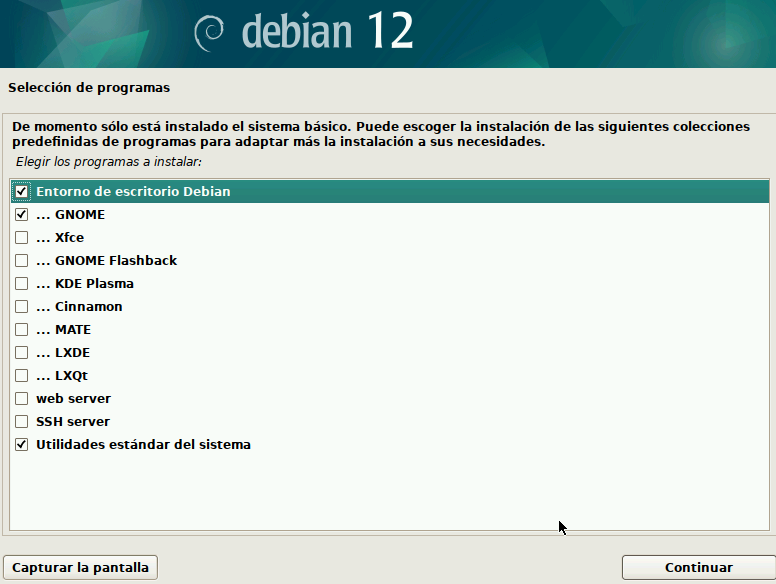 debian 12
Selección de programas
De momento sólo está instalado el sistema básico. Puede escoger la instalación de las siguientes colecciones
predefinidas de programas para adaptar más la instalación a sus necesidades.
Elegir los programas a instalar:
Entorno de escritorio Debian
... GNOME
... Xfce
... GNOME Flashback
... KDE Plasma
... Cinnamon
... MATE
... LXDE
... LXQt
web server
SSH server
Utilidades estándar del sistema
Capturar la pantalla
Continuar